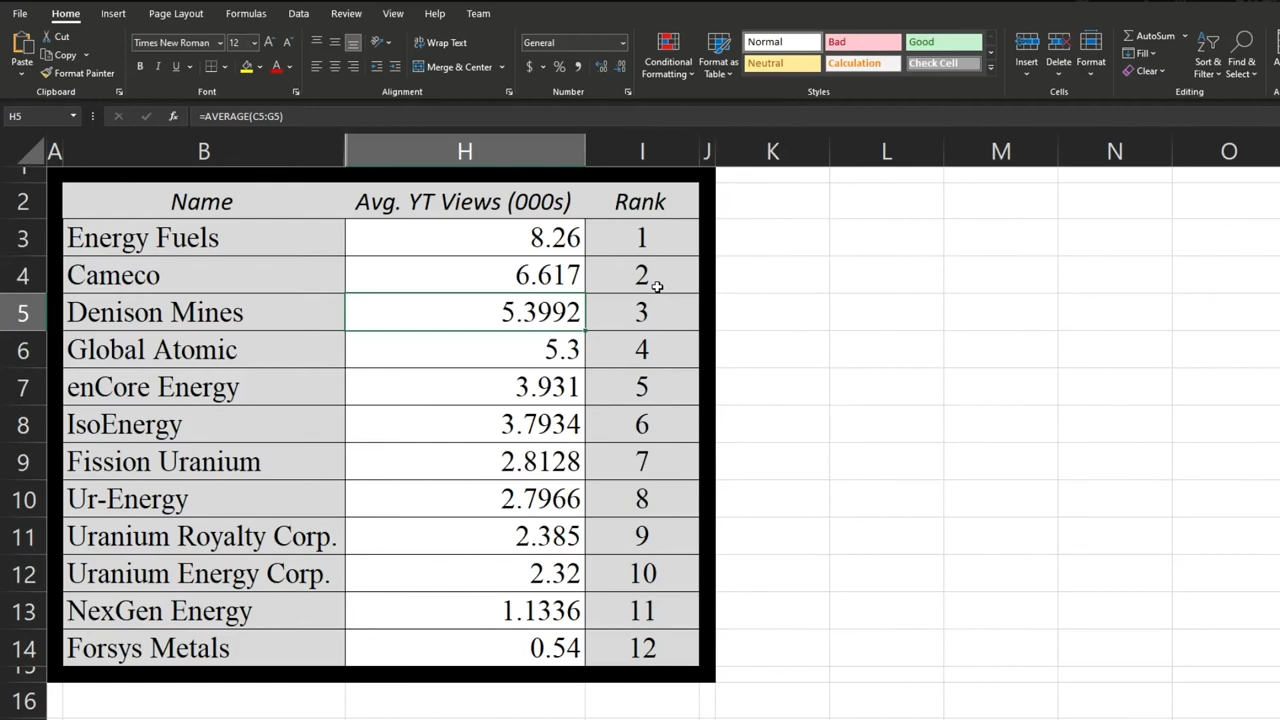 File Home Insert Page Layout Formulas Data Review View Help Team
Cut
Copy
Paste
Format Painter
Clipboard
Times New Roman 12
B I U
Font
Wrap Text
Merge & Center
Alignment
General
$ %
Number
Conditional Formatting
Format as Table
Normal Bad Good
Neutral Calculation Check Cell
Styles
Insert Delete Format
Cells
AutoSum
Fill
Clear
Sort & Filter
Find & Select
Editing
H5 fx =AVERAGE(C5:G5)
A B H I J K L M N O
2 Name Avg. YT Views (000s) Rank
3 Energy Fuels 8.26 1
4 Cameco 6.617 2
5 Denison Mines 5.3992 3
6 Global Atomic 5.3 4
7 enCore Energy 3.931 5
8 IsoEnergy 3.7934 6
9 Fission Uranium 2.8128 7
10 Ur-Energy 2.7966 8
11 Uranium Royalty Corp. 2.385 9
12 Uranium Energy Corp. 2.32 10
13 NexGen Energy 1.1336 11
14 Forsys Metals 0.54 12
16